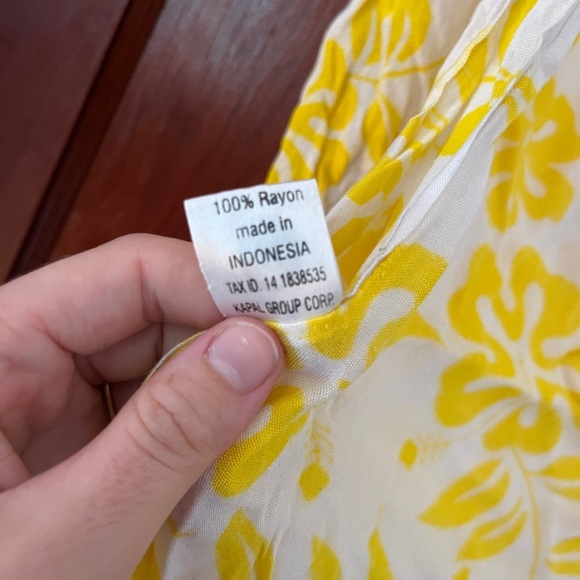 100% Rayon
made in
INDONESIA
TAX ID. 14 1838535
KAPAL GROUP CORP.